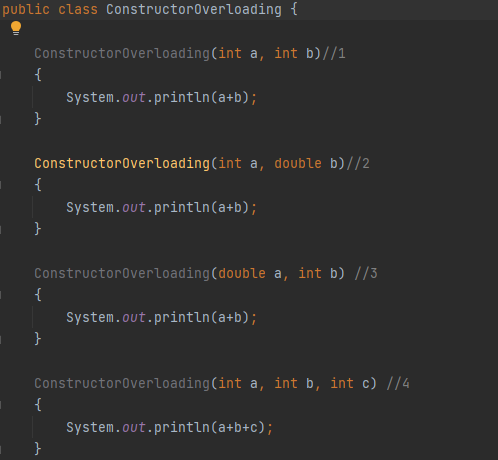 public class ConstructorOverloading {
ConstructorOverloading(int a, int b)//1
{
System.out.println(a+b);
}
ConstructorOverloading(int a, double b)//2
{
System.out.println(a+b);
}
ConstructorOverloading(double a, int b) //3
{
System.out.println(a+b);
}
ConstructorOverloading(int a, int b, int c) //4
{
System.out.println(a+b+c);
}